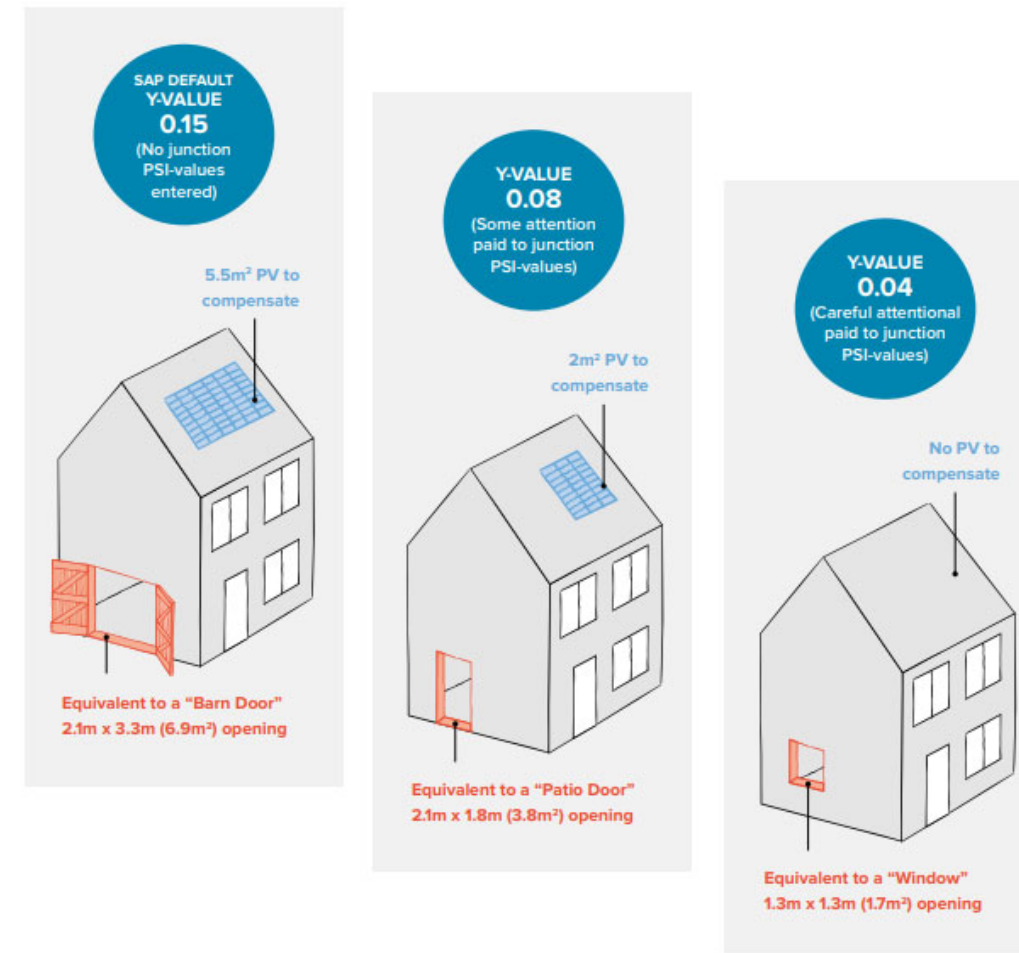 SAP DEFAULT
Y-VALUE
0.15
(No junction
PSI-values
entered)
5.5m² PV to
compensate
Equivalent to a “Barn Door”
2.1m x 3.3m (6.9m²) opening
Y-VALUE
0.08
(Some attention
paid to junction
PSI-values)
2m² PV to
compensate
Equivalent to a “Patio Door”
2.1m x 1.8m (3.8m²) opening
Y-VALUE
0.04
(Careful attentional
paid to junction
PSI-values)
No PV to
compensate
Equivalent to a “Window”
1.3m x 1.3m (1.7m²) opening